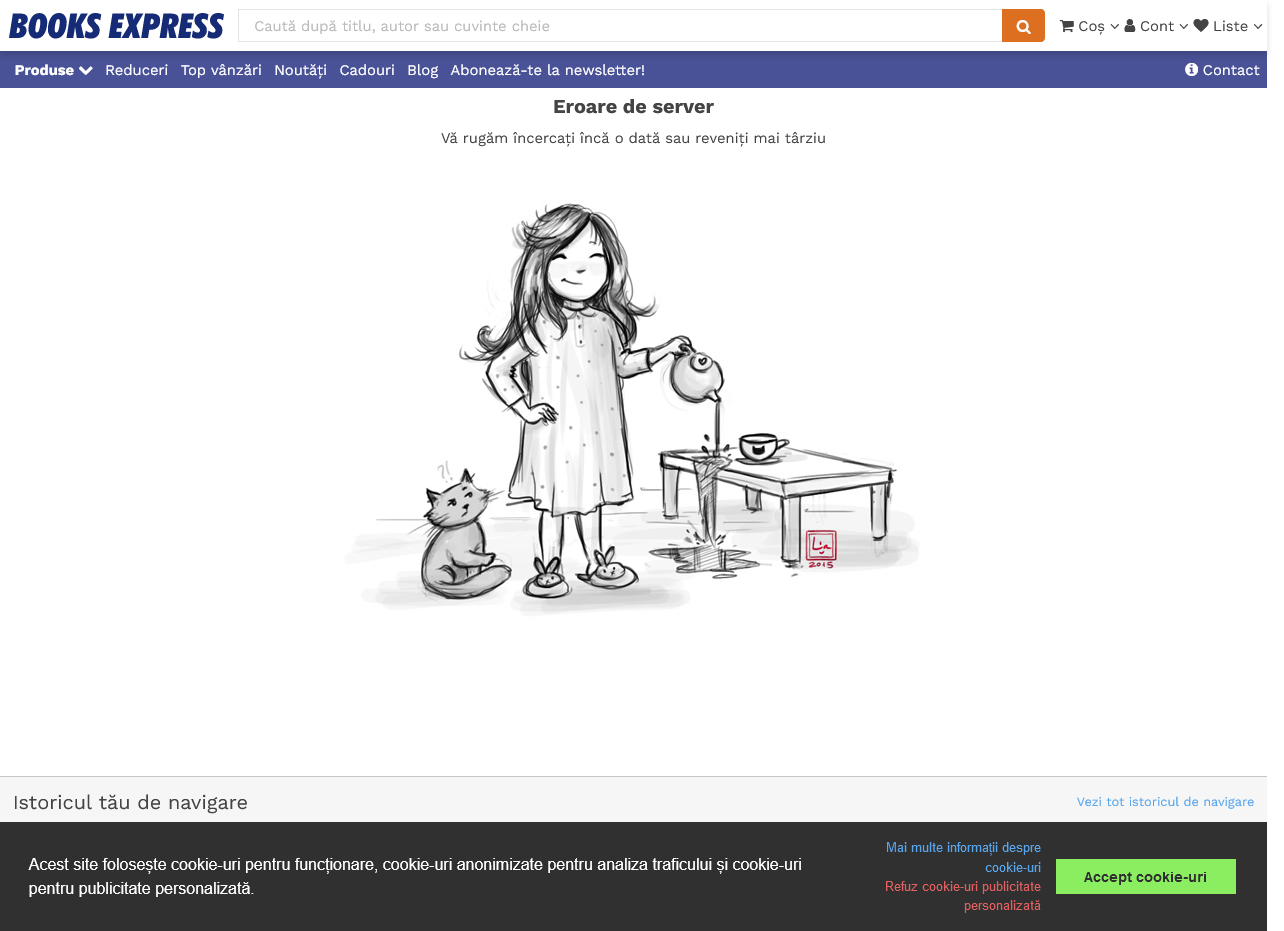 BOOKS EXPRESS
Caută după titlu, autor sau cuvinte cheie
Coș Cont Liste
Produse Reduceri Top vânzări Noutăți Cadouri Blog Abonează-te la newsletter! Contact
Eroare de server
Vă rugăm încercați încă o dată sau reveniți mai târziu
?!
2015
Istoricul tău de navigare
Vezi tot istoricul de navigare
Acest site folosește cookie-uri pentru funcționare, cookie-uri anonimizate pentru analiza traficului și cookie-uri
pentru publicitate personalizată.
Mai multe informații despre
cookie-uri
Refuz cookie-uri publicitate
personalizată
Accept cookie-uri